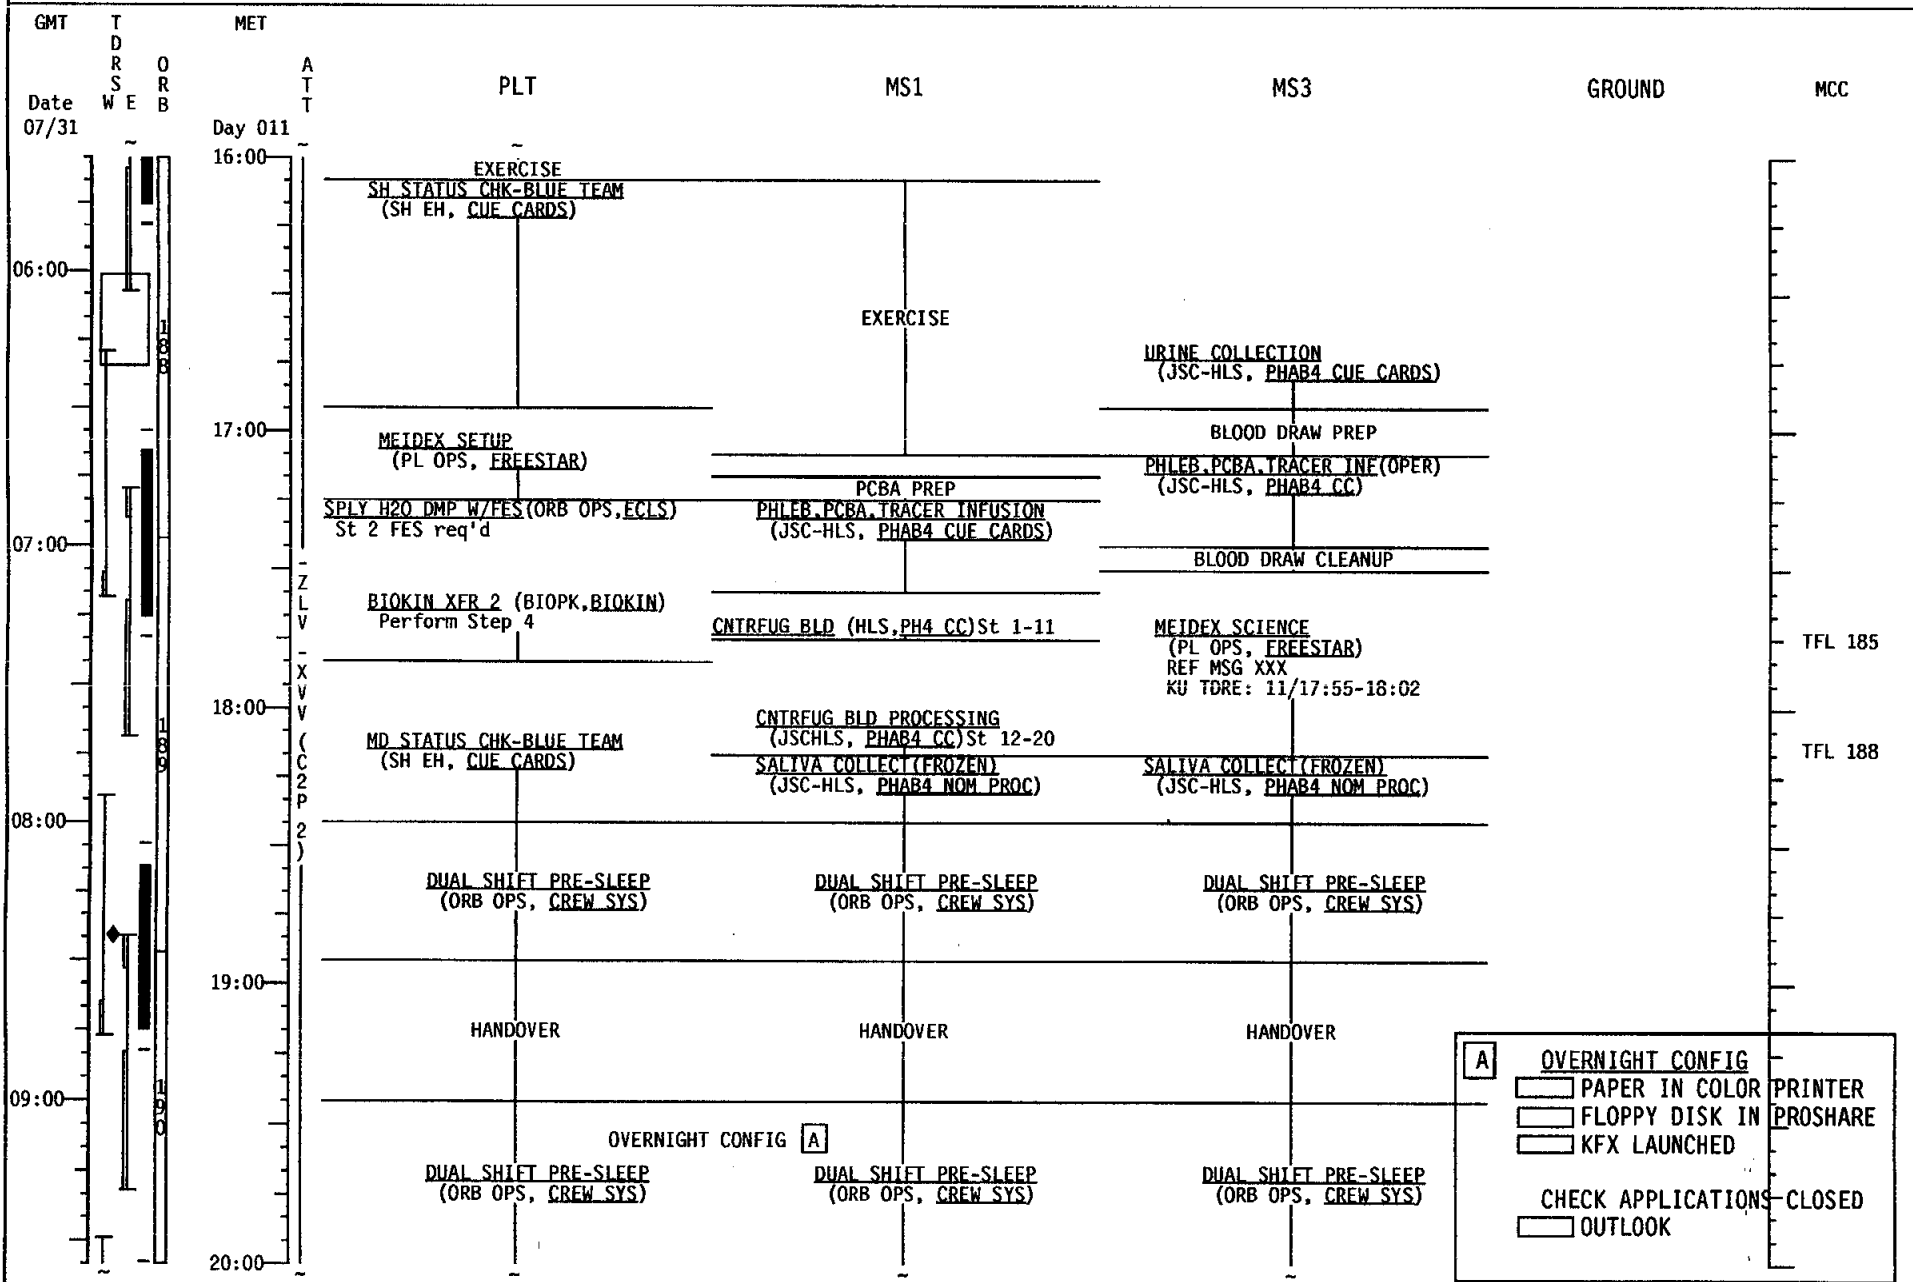 GMT
TDRS
MET
ORB
ATT
PLT
MS1
MS3
GROUND
MCC
Date
W E
07/31
Day 011
~
~
~
16:00
EXERCISE
SH STATUS CHK-BLUE TEAM
(SH EH, CUE CARDS)
06:00
EXERCISE
188
URINE COLLECTION
(JSC-HLS, PHAB4 CUE CARDS)
17:00
BLOOD DRAW PREP
MEIDEX SETUP
(PL OPS, FREESTAR)
PHLEB,PCBA,TRACER INF(OPER)
(JSC-HLS, PHAB4 CC)
PCBA PREP
SPLY H2O DMP W/FES(ORB OPS,ECLS)
St 2 FES req'd
PHLEB,PCBA,TRACER INFUSION
(JSC-HLS, PHAB4 CUE CARDS)
07:00
BLOOD DRAW CLEANUP
-ZLV -XVV (C2P 2)
BIOKIN XFR 2 (BIOPK,BIOKIN)
Perform Step 4
CNTRFUG BLD (HLS,PH4 CC)St 1-11
MEIDEX SCIENCE
(PL OPS, FREESTAR)
REF MSG XXX
KU TDRE: 11/17:55-18:02
TFL 185
18:00
189
CNTRFUG BLD PROCESSING
(JSCHLS, PHAB4 CC)St 12-20
MD STATUS CHK-BLUE TEAM
(SH EH, CUE CARDS)
TFL 188
SALIVA COLLECT(FROZEN)
(JSC-HLS, PHAB4 NOM PROC)
SALIVA COLLECT(FROZEN)
(JSC-HLS, PHAB4 NOM PROC)
08:00
DUAL SHIFT PRE-SLEEP
(ORB OPS, CREW SYS)
DUAL SHIFT PRE-SLEEP
(ORB OPS, CREW SYS)
DUAL SHIFT PRE-SLEEP
(ORB OPS, CREW SYS)
19:00
HANDOVER
HANDOVER
HANDOVER
09:00
190
OVERNIGHT CONFIG A
DUAL SHIFT PRE-SLEEP
(ORB OPS, CREW SYS)
DUAL SHIFT PRE-SLEEP
(ORB OPS, CREW SYS)
DUAL SHIFT PRE-SLEEP
(ORB OPS, CREW SYS)
20:00
~
~
~
~
~
A OVERNIGHT CONFIG
PAPER IN COLOR PRINTER
FLOPPY DISK IN PROSHARE
KFX LAUNCHED
CHECK APPLICATIONS CLOSED
OUTLOOK